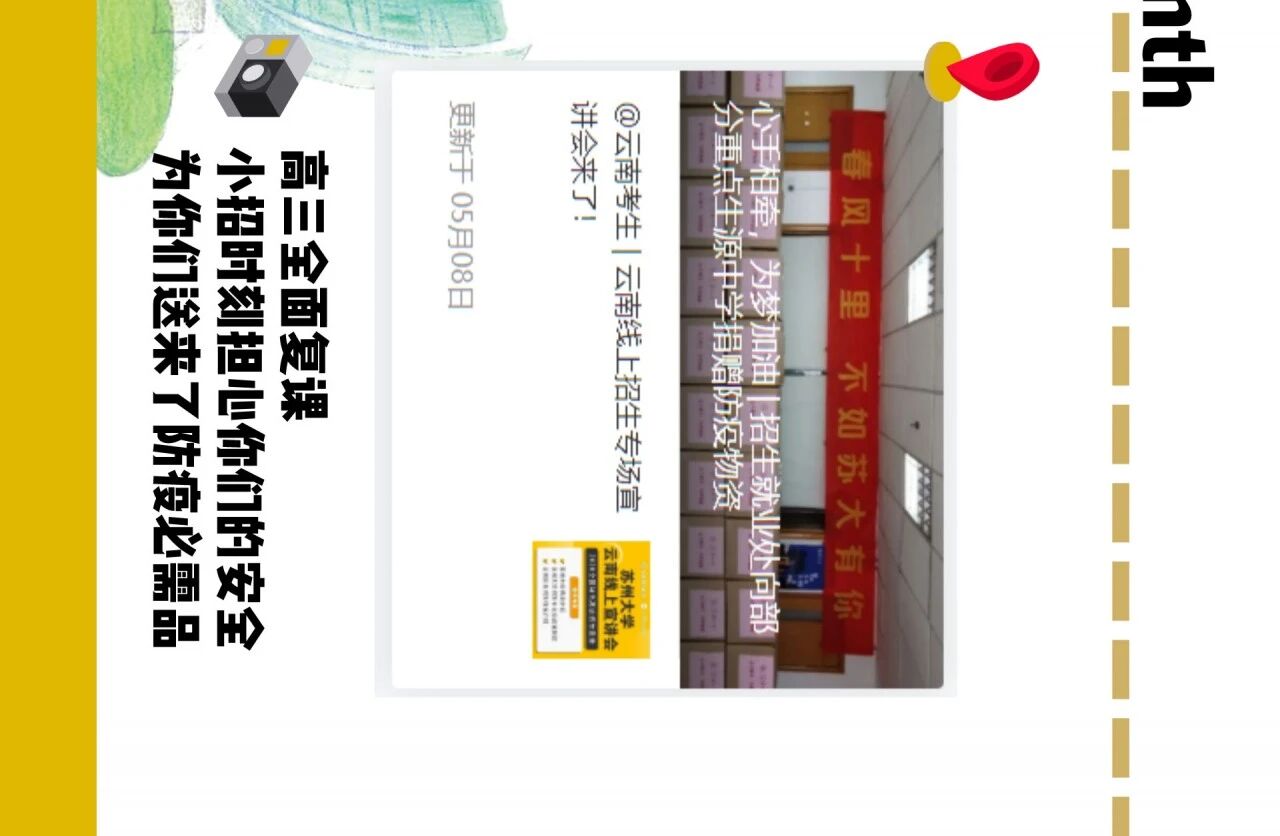 nth
春风十里 不如苏大有你
心手相牵，为梦加油 | 招生就业处向部
分重点生源中学捐赠防疫物资
@云南考生 | 云南线上招生专场宣
讲会来了！
苏州大学
云南线上宣讲会
更新于 05月08日
高三全面复课
小招时刻担心你们的安全
为你们送来了防疫必需品